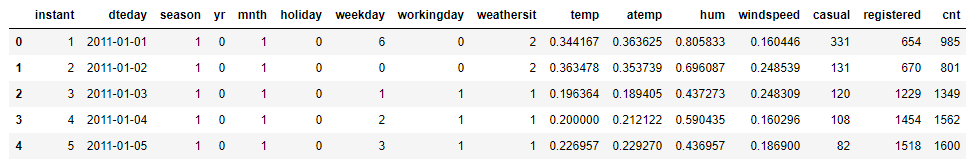 instant dteday season yr mnth holiday weekday workingday weathersit temp atemp hum windspeed casual registered cnt
0 1 2011-01-01 1 0 1 0 6 0 2 0.344167 0.363625 0.805833 0.160446 331 654 985
1 2 2011-01-02 1 0 1 0 0 0 2 0.363478 0.353739 0.696087 0.248539 131 670 801
2 3 2011-01-03 1 0 1 0 1 1 1 0.196364 0.189405 0.437273 0.248309 120 1229 1349
3 4 2011-01-04 1 0 1 0 2 1 1 0.200000 0.212122 0.590435 0.160296 108 1454 1562
4 5 2011-01-05 1 0 1 0 3 1 1 0.226957 0.229270 0.436957 0.186900 82 1518 1600